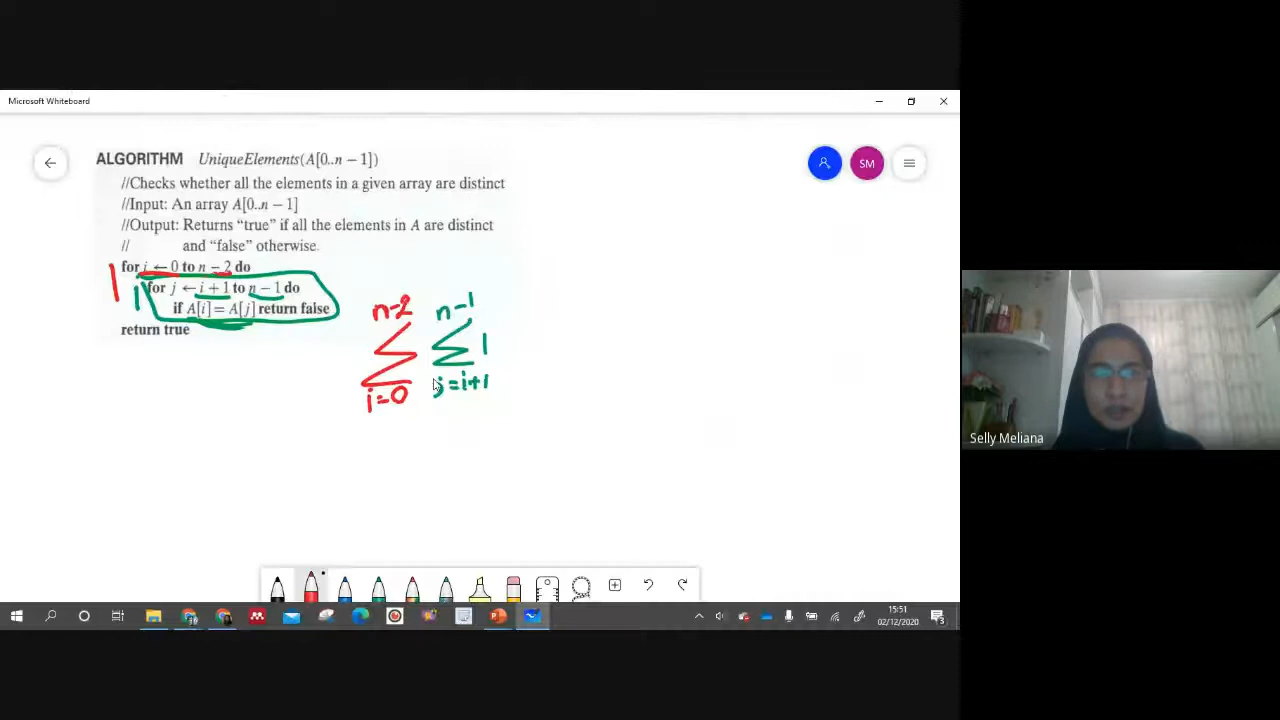 Microsoft Whiteboard
ALGORITHM UniqueElements(A[0..n − 1])
//Checks whether all the elements in a given array are distinct
//Input: An array A[0..n − 1]
//Output: Returns “true” if all the elements in A are distinct
// and “false” otherwise.
for i ← 0 to n − 2 do
for j ← i + 1 to n − 1 do
if A[i] = A[j] return false
return true
n-2 n-1
∑ ∑ 1
i=0 j=i+1
SM
Selly Meliana
15:51
02/12/2020